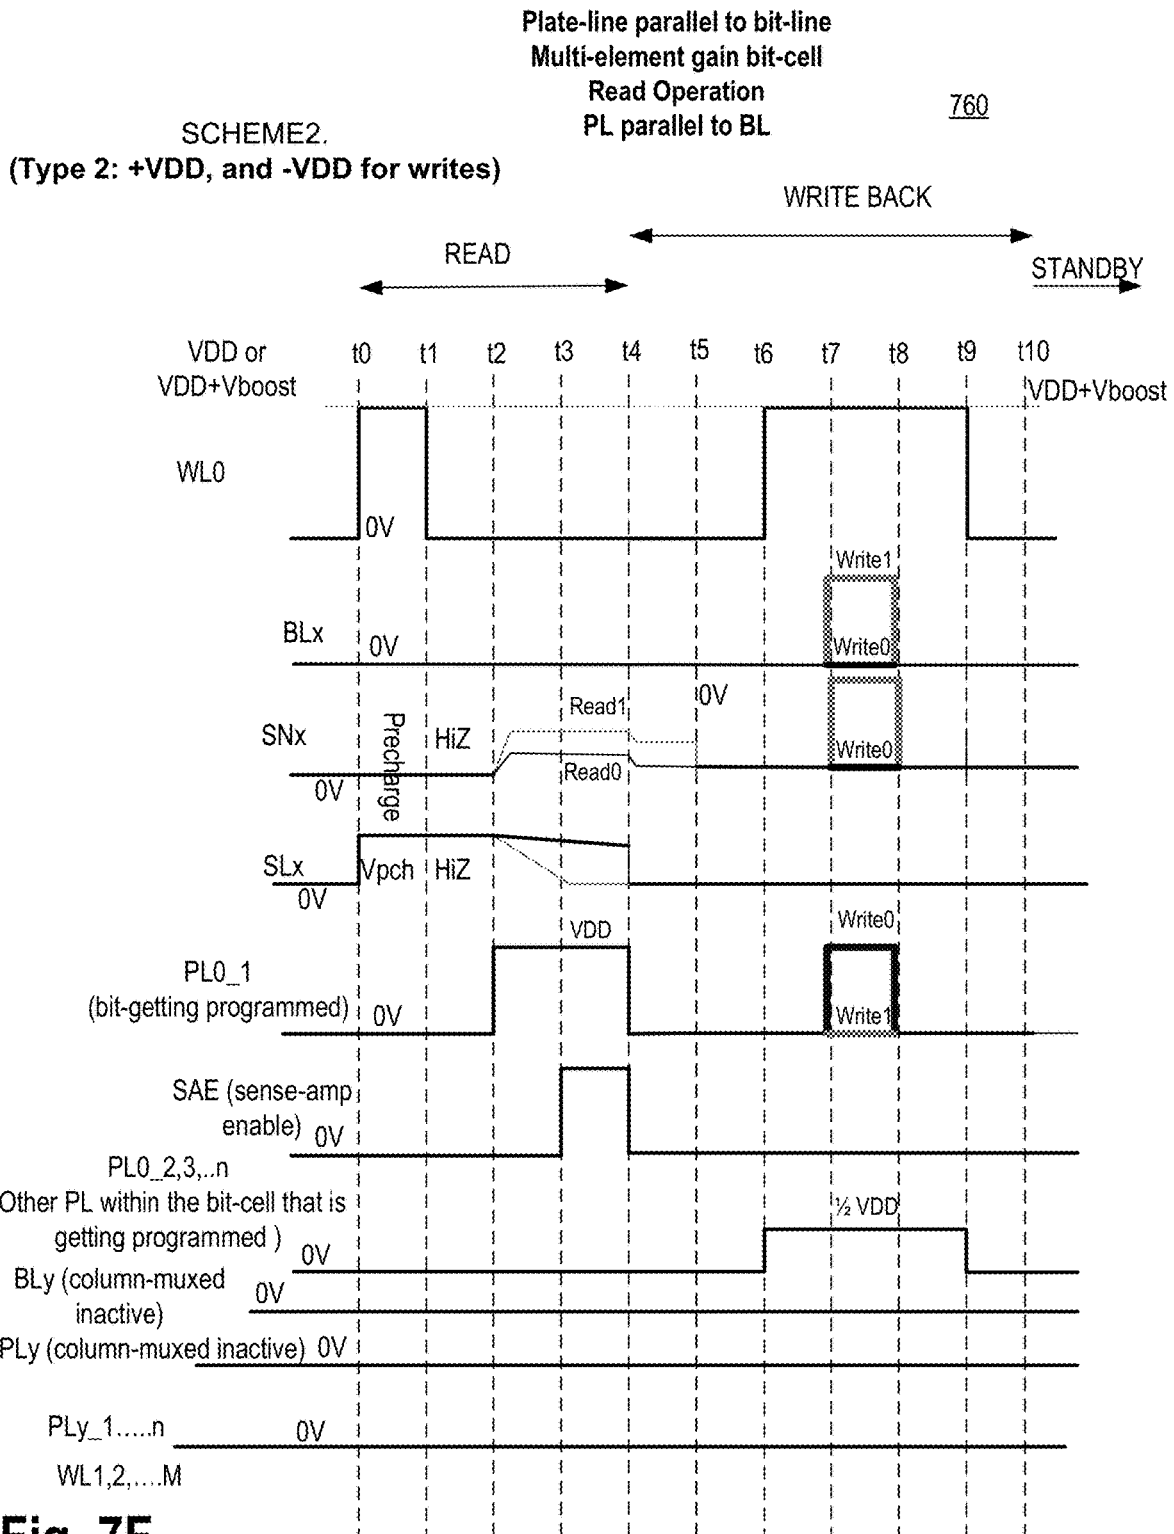 Plate-line parallel to bit-line
Multi-element gain bit-cell
Read Operation
PL parallel to BL
760
SCHEME2.
(Type 2: +VDD, and -VDD for writes)
WRITE BACK
READ
STANDBY
VDD or
VDD+Vboost
t0 t1 t2 t3 t4 t5 t6 t7 t8 t9 t10
VDD+Vboost
WL0
0V
Write1
BLx
0V
Write0
0V
Read1
SNx
Precharge
HiZ
Write0
Read0
0V
SLx
Vpch
HiZ
0V
Write0
VDD
PL0_1
(bit-getting programmed)
0V
Write1
SAE (sense-amp
enable)
0V
PL0_2,3,..n
Other PL within the bit-cell that is
getting programmed )
½ VDD
0V
BLy (column-muxed
inactive)
0V
PLy (column-muxed inactive) 0V
PLy_1.....n
0V
WL1,2,....M